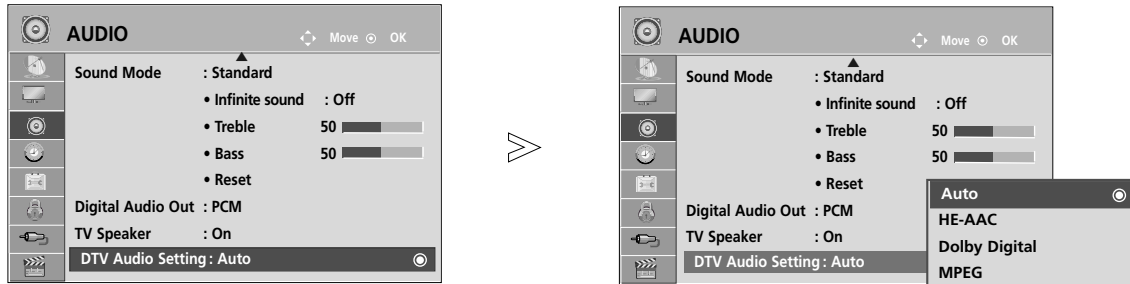 AUDIO
Move OK
Sound Mode : Standard
• Infinite sound : Off
• Treble 50
• Bass 50
• Reset
Digital Audio Out : PCM
TV Speaker : On
DTV Audio Setting : Auto
AUDIO
Move OK
Sound Mode : Standard
• Infinite sound : Off
• Treble 50
• Bass 50
• Reset
Digital Audio Out : PCM
TV Speaker : On
DTV Audio Setting : Auto
Auto
HE-AAC
Dolby Digital
MPEG